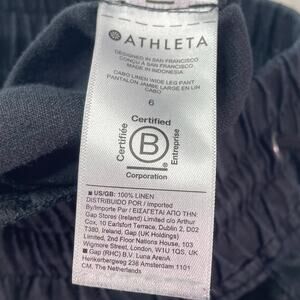 ATHLETA
DESIGNED IN SAN FRANCISCO
CONÇU À SAN FRANCISCO
MADE IN INDONESIA
CABO LINEN WIDE LEG PANT
PANTALON JAMBE LARGE EN LIN
CABO
6
Certified
Certifiée
B
Entreprise
Corporation
■ US/GB: 100% LINEN
DISTRIBUIDO POR / Imported
By/Importe Par / ΕΙΣΑΓΕΤΑΙ ΑΠΟ ΤΗΝ
Gap Stores (Ireland) Limited c/o Arthur
Cox, 10 Earlsfort Terrace, Dublin 2, D02
T380, Ireland, Gap (UK Holdings)
Limited, 2nd Floor Nations House, 103
Wigmore Street, London, W1U 1QS, UK
■ Gap (RHC) B.V. Luna ArenA
Herikerbergweg 238 Amsterdam 1101
CM, The Netherlands